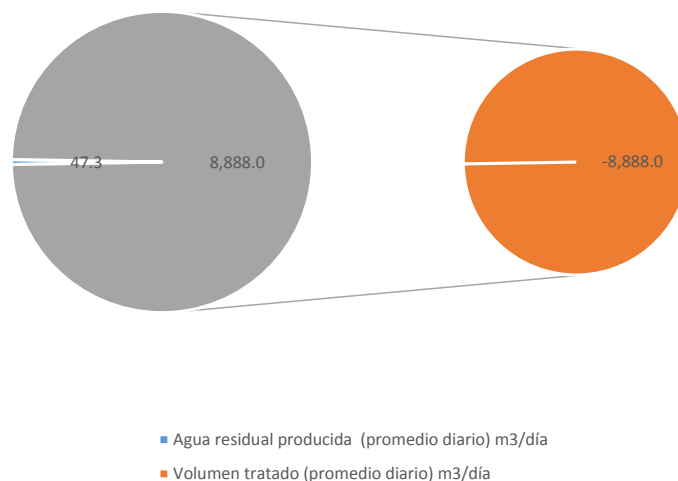 47.3
8,888.0
-8,888.0
Agua residual producida (promedio diario) m3/día
Volumen tratado (promedio diario) m3/día